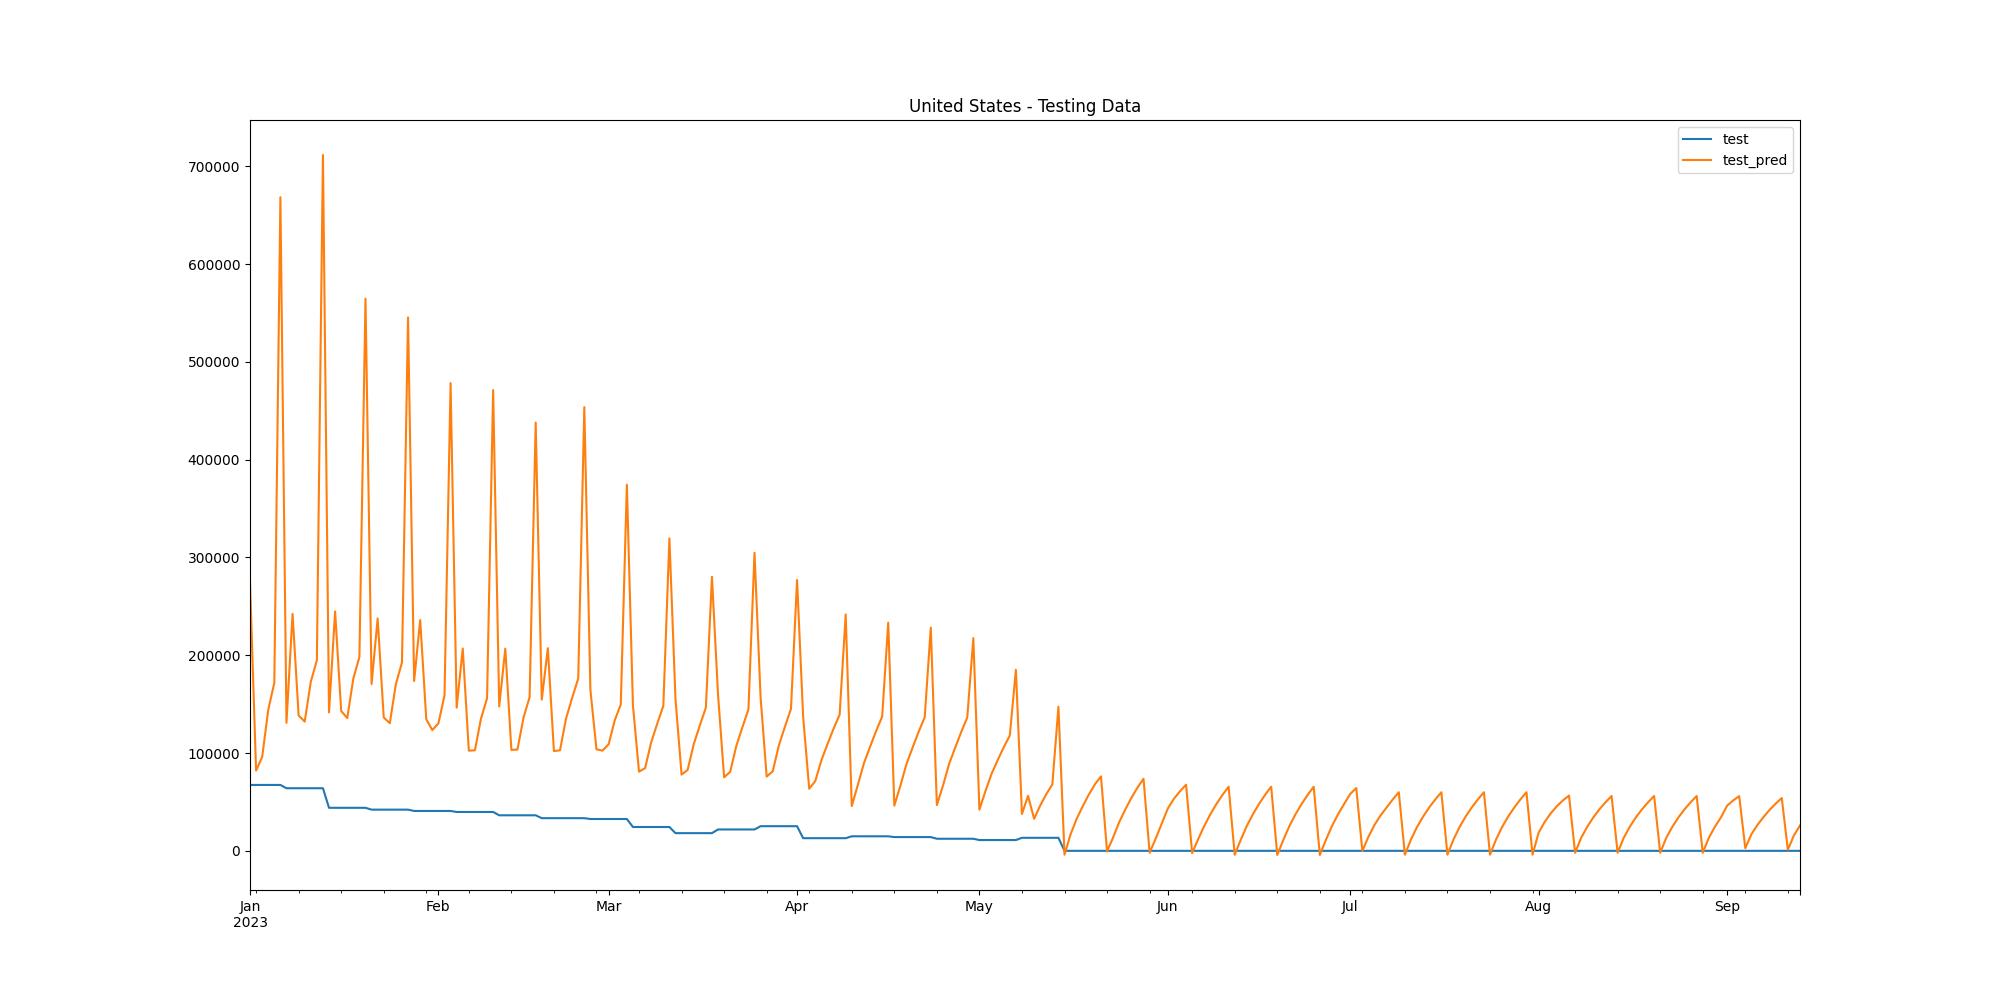 United States - Testing Data
test
test_pred
700000
600000
500000
400000
300000
200000
100000
0
Jan Feb Mar Apr May Jun Jul Aug Sep
2023